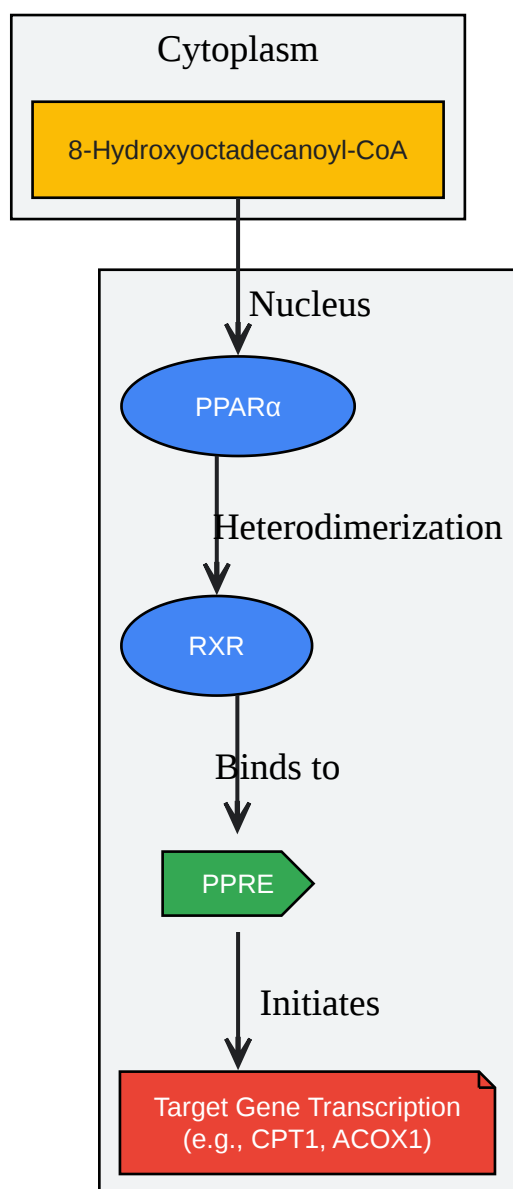 Cytoplasm
8-Hydroxyoctadecanoyl-CoA
Nucleus
PPARα
Heterodimerization
RXR
Binds to
PPRE
Initiates
Target Gene Transcription
(e.g., CPT1, ACOX1)